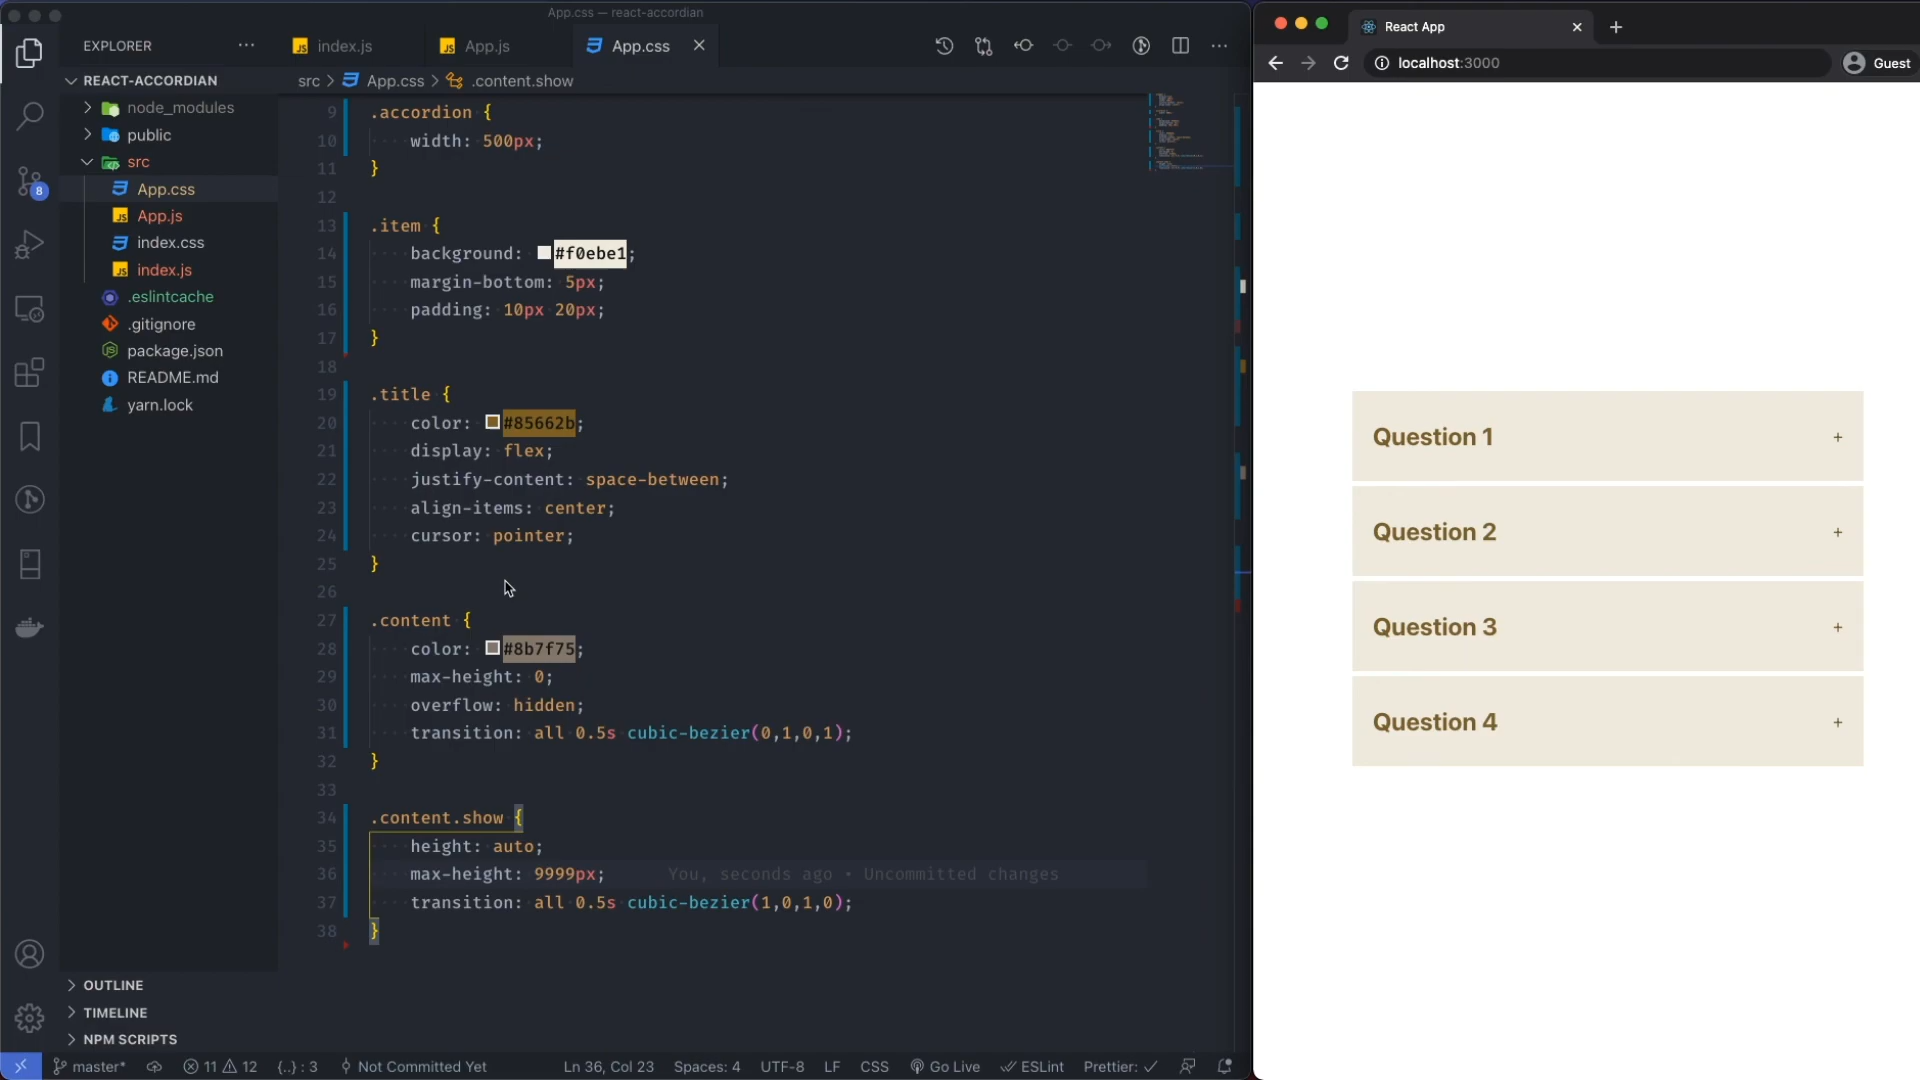 App.css — react-accordian
EXPLORER
index.js
App.js
App.css
REACT-ACCORDIAN
node_modules
public
src
App.css
App.js
index.css
index.js
.eslintcache
.gitignore
package.json
README.md
yarn.lock
8
OUTLINE
TIMELINE
NPM SCRIPTS
src > App.css > .content.show
9 .accordion {
10 width: 500px;
11 }
12
13 .item {
14 background: #f0ebe1;
15 margin-bottom: 5px;
16 padding: 10px 20px;
17 }
18
19 .title {
20 color: #85662b;
21 display: flex;
22 justify-content: space-between;
23 align-items: center;
24 cursor: pointer;
25 }
26
27 .content {
28 color: #8b7f75;
29 max-height: 0;
30 overflow: hidden;
31 transition: all 0.5s cubic-bezier(0,1,0,1);
32 }
33
34 .content.show {
35 height: auto;
36 max-height: 9999px; You, seconds ago • Uncommitted changes
37 transition: all 0.5s cubic-bezier(1,0,1,0);
38 }
master* 11 12 {..} : 3 Not Committed Yet Ln 36, Col 23 Spaces: 4 UTF-8 LF CSS Go Live ESLint Prettier: ✓
React App
localhost:3000
Guest
Question 1 +
Question 2 +
Question 3 +
Question 4 +